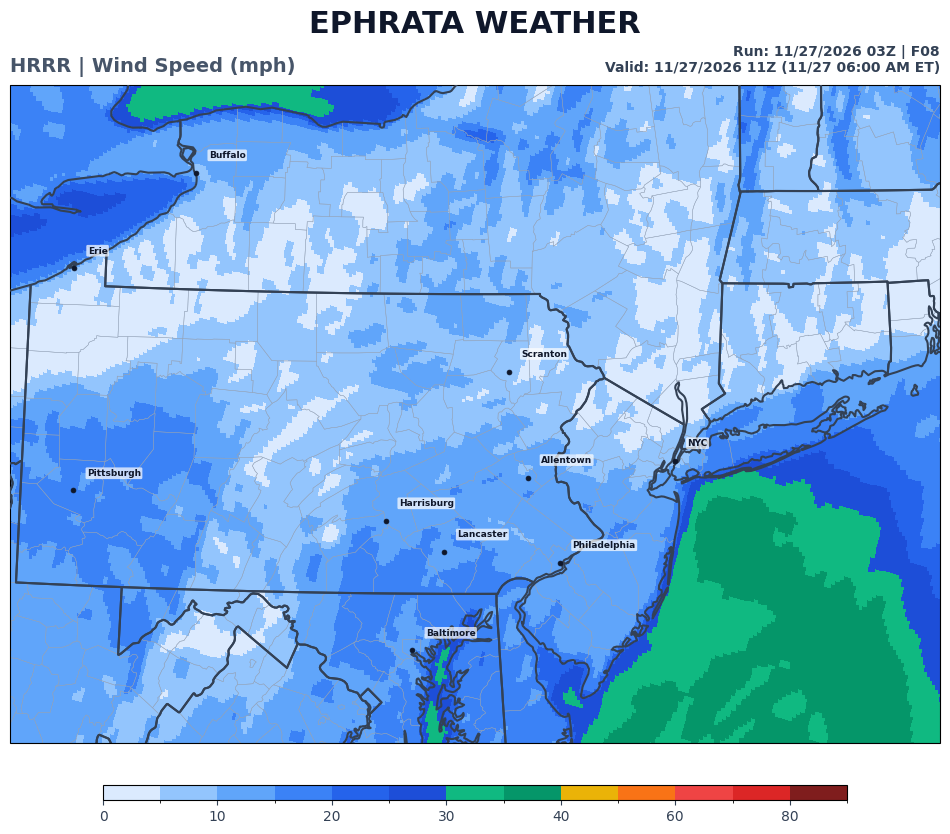 EPHRATA WEATHER
HRRR | Wind Speed (mph)
Run: 11/27/2026 03Z | F08
Valid: 11/27/2026 11Z (11/27 06:00 AM ET)
Buffalo
Erie
Scranton
NYC
Allentown
Pittsburgh
Harrisburg
Lancaster
Philadelphia
Baltimore
0 10 20 30 40 60 80